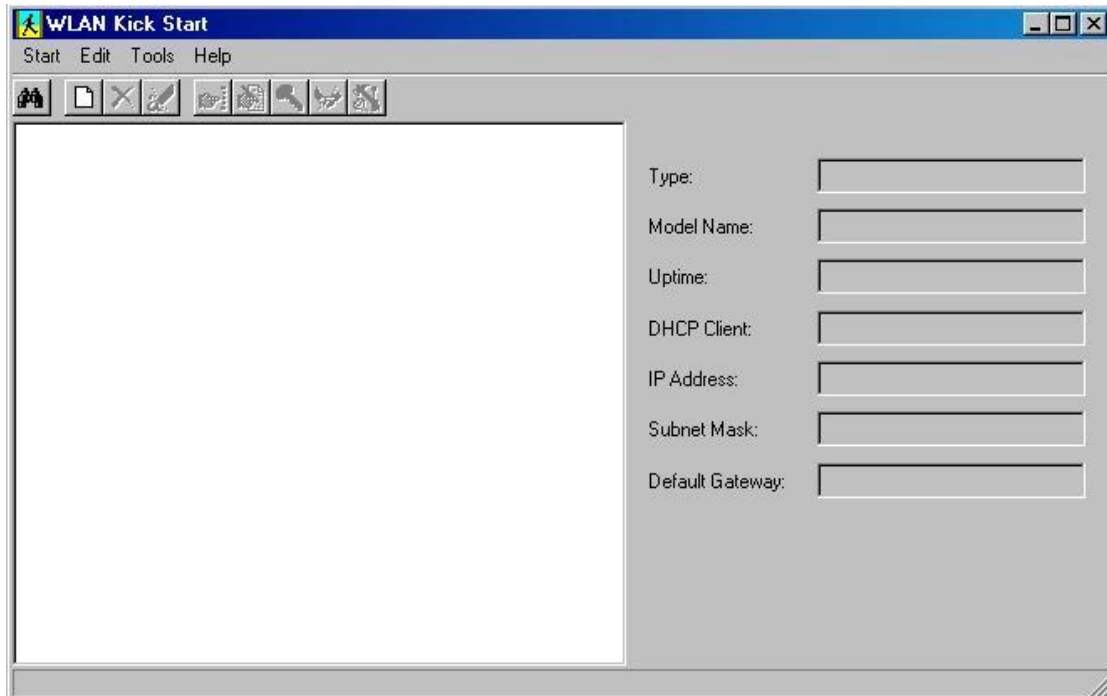 WLAN Kick Start
Start Edit Tools Help
Type:
Model Name:
Uptime:
DHCP Client:
IP Address:
Subnet Mask:
Default Gateway: